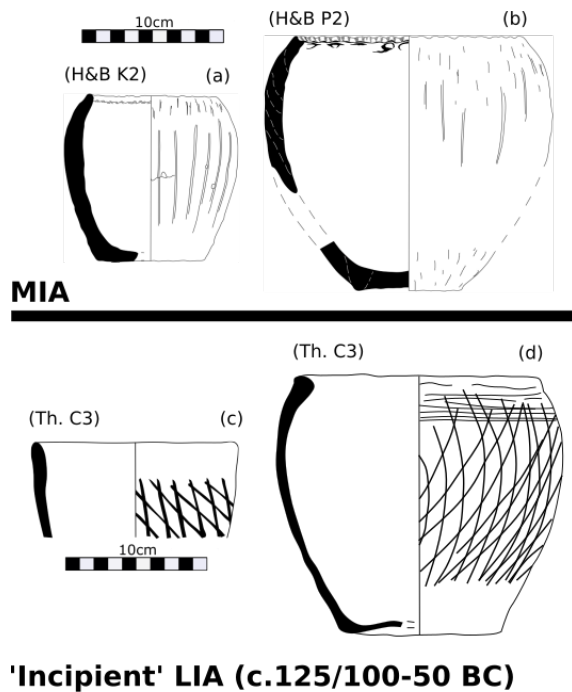 10cm
(H&B P2)
(b)
(H&B K2)
(a)
MIA
(Th. C3)
(d)
(Th. C3)
(c)
10cm
'Incipient' LIA (c.125/100-50 BC)